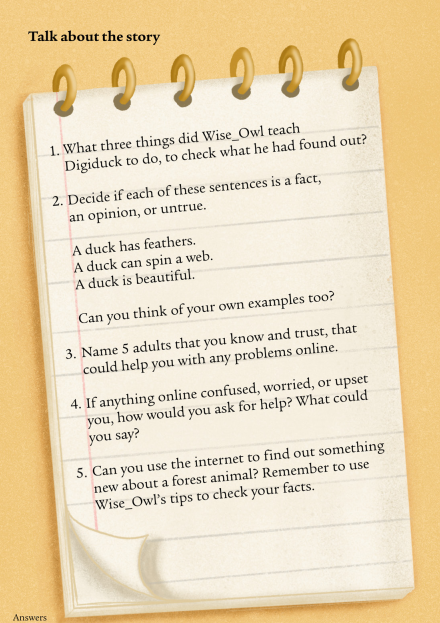 Talk about the story
1. What three things did Wise_Owl teach
Digiduck to do, to check what he had found out?
2. Decide if each of these sentences is a fact,
an opinion, or untrue.
A duck has feathers.
A duck can spin a web.
A duck is beautiful.
Can you think of your own examples too?
3. Name 5 adults that you know and trust, that
could help you with any problems online.
4. If anything online confused, worried, or upset
you, how would you ask for help? What could
you say?
5. Can you use the internet to find out something
new about a forest animal? Remember to use
Wise_Owl's tips to check your facts.
Answers